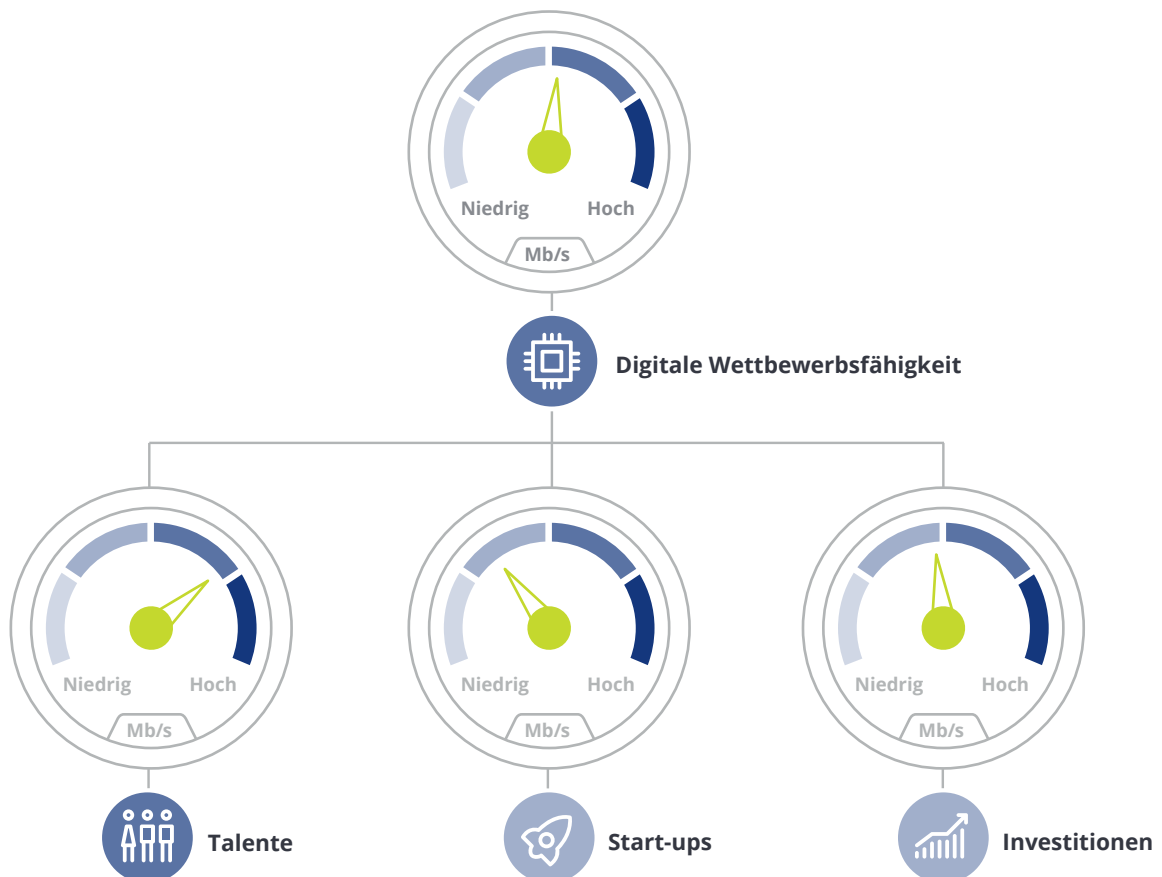 Niedrig Hoch
Mb/s
Digitale Wettbewerbsfähigkeit
Niedrig Hoch
Mb/s
Niedrig Hoch
Mb/s
Niedrig Hoch
Mb/s
Talente
Start-ups
Investitionen